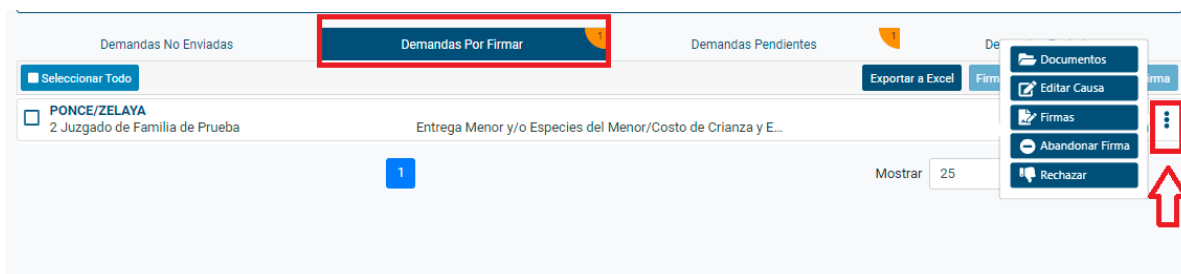 Demandas No Enviadas
Demandas Por Firmar
1
Demandas Pendientes
1
Seleccionar Todo
Exportar a Excel
Documentos
Editar Causa
Firmas
Abandonar Firma
Rechazar
PONCE/ZELAYA
2 Juzgado de Familia de Prueba
Entrega Menor y/o Especies del Menor/Costo de Crianza y E...
1
Mostrar 25